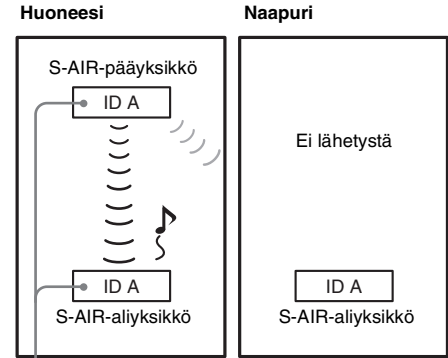 Huoneesi
S-AIR-pääyksikkö
ID A
ID A
S-AIR-aliyksikkö
Naapuri
Ei lähetystä
ID A
S-AIR-aliyksikkö